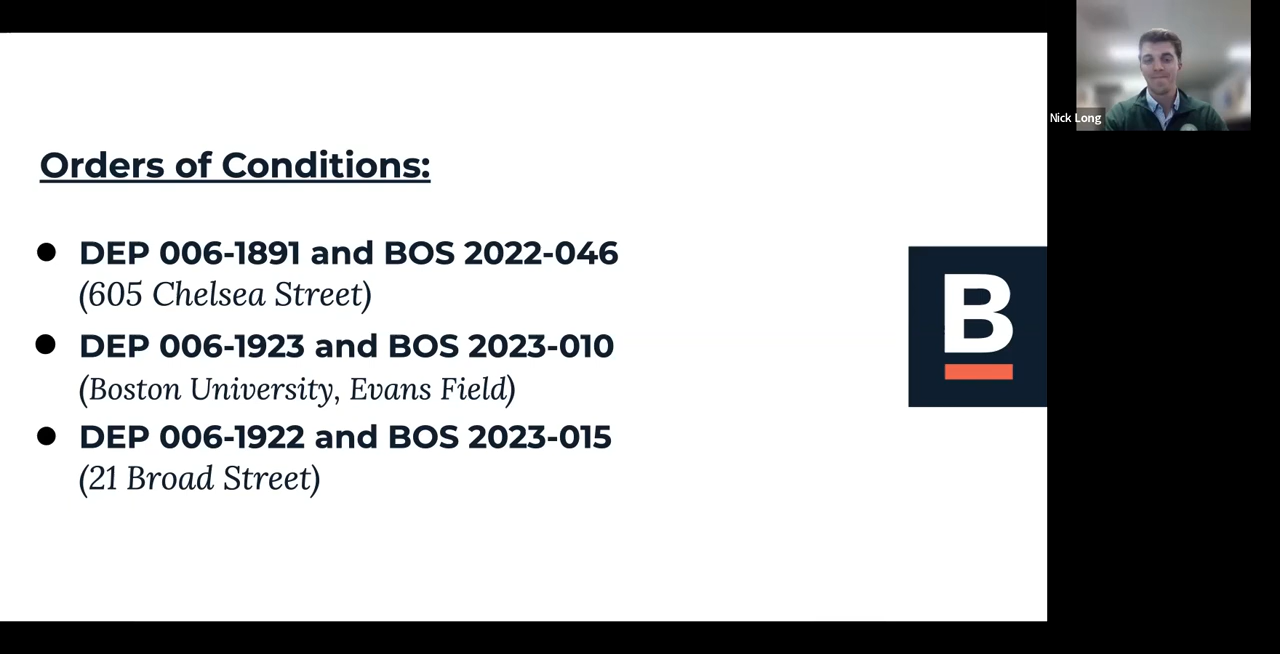 Orders of Conditions:
● DEP 006-1891 and BOS 2022-046
(605 Chelsea Street)
● DEP 006-1923 and BOS 2023-010
(Boston University, Evans Field)
● DEP 006-1922 and BOS 2023-015
(21 Broad Street)
B
Nick Long